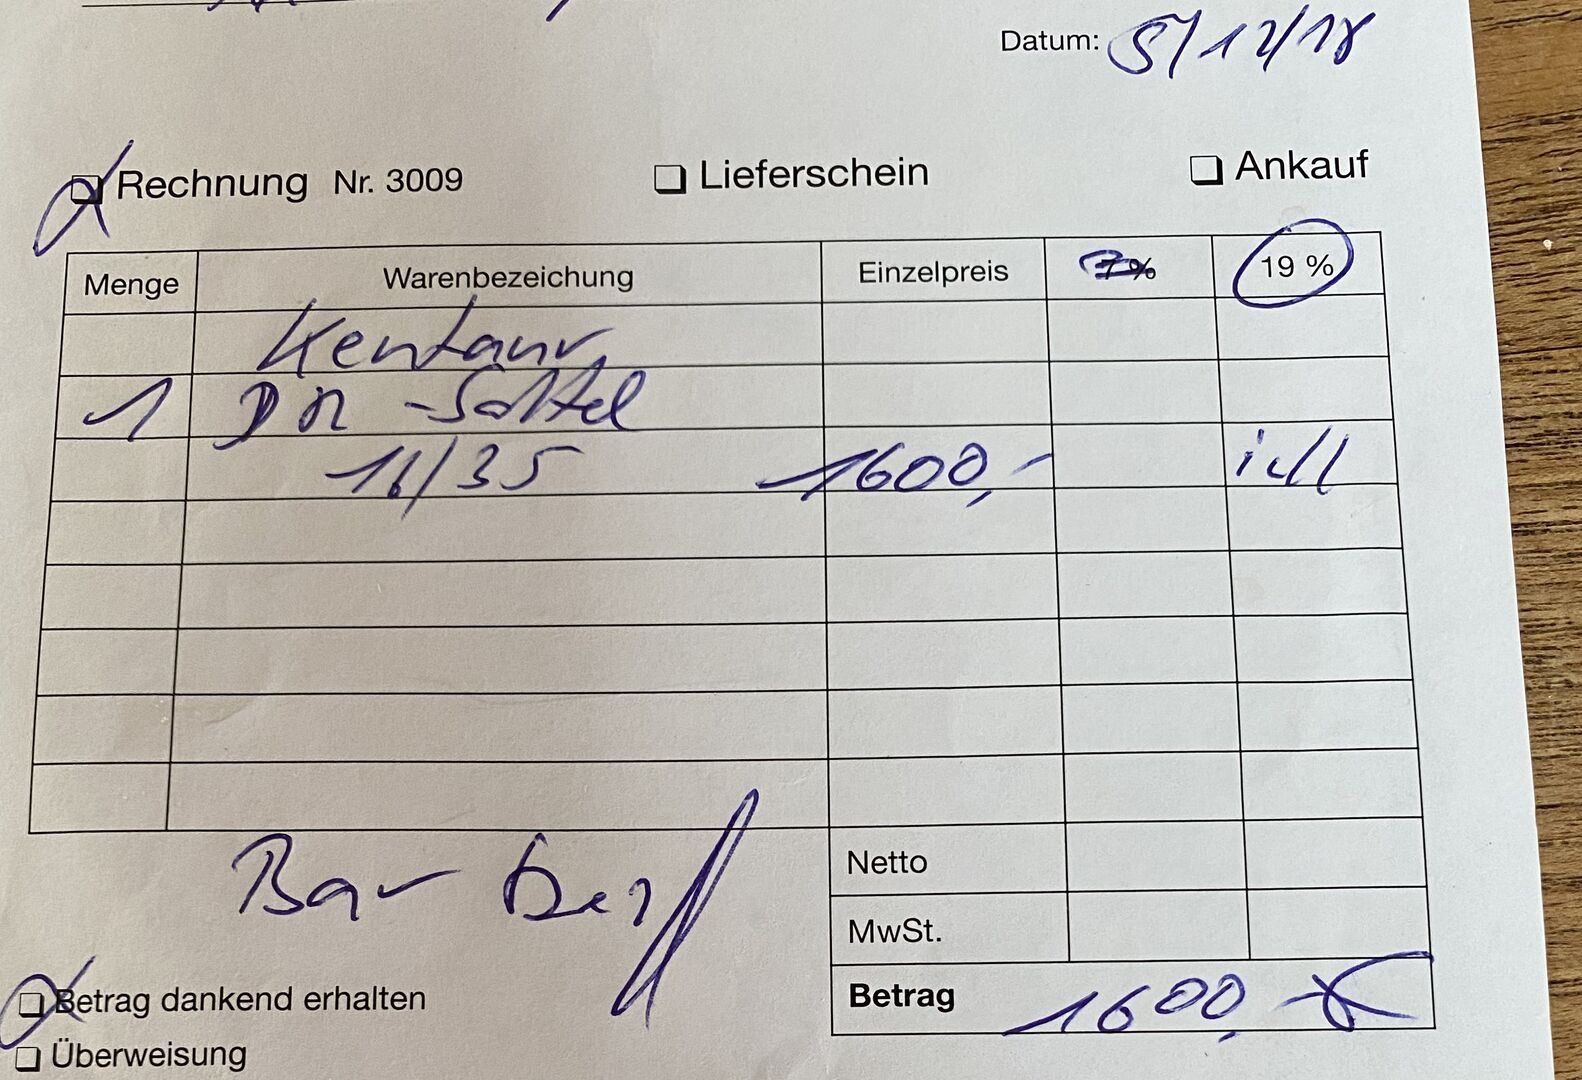 Datum: 5/12/18
Rechnung Nr. 3009 Lieferschein Ankauf
Menge Warenbezeichung Einzelpreis 7% 19 %
Kentaur
1 DR-Sattel
16/35 1600,-
Bar
Netto
MwSt.
Betrag dankend erhalten
Betrag 1600,-
Überweisung